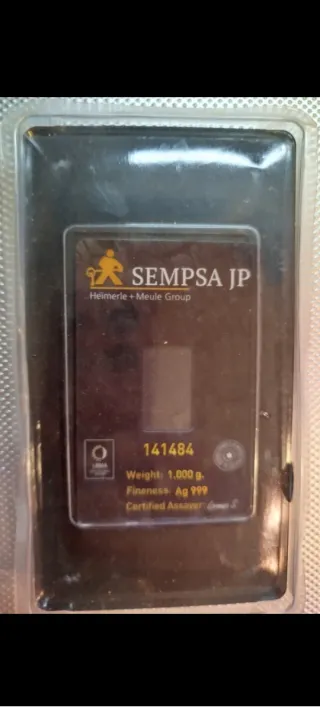 SEMPSA JP
Heimerle + Meule Group
141484
Weight: 1.000 g.
Fineness: Ag 999
Certified Assayer: